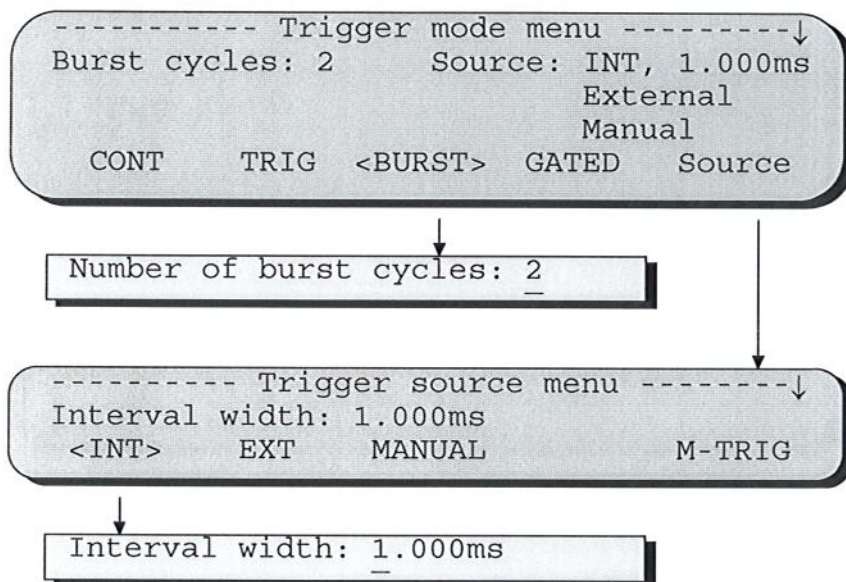 ----------- Trigger mode menu ---------↓
Burst cycles: 2 Source: INT, 1.000ms
External
Manual
CONT TRIG <BURST> GATED Source
Number of burst cycles: 2
---------- Trigger source menu --------↓
Interval width: 1.000ms
<INT> EXT MANUAL M-TRIG
Interval width: 1.000ms